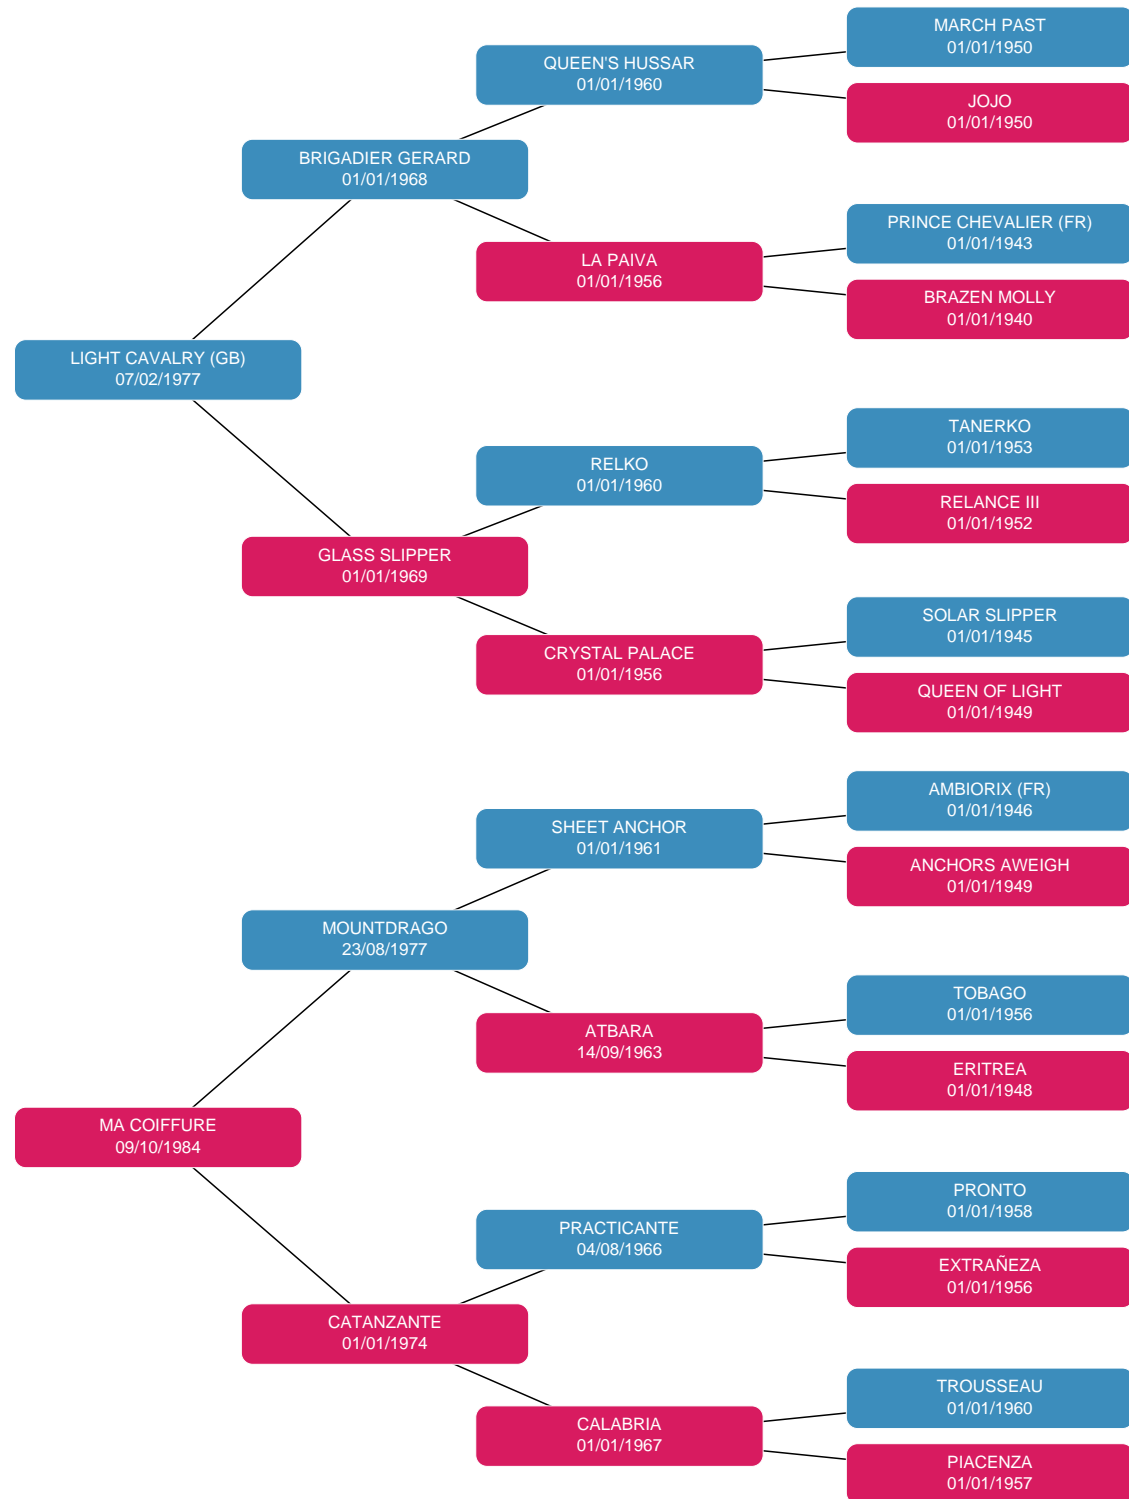 MARCH PAST
01/01/1950
QUEEN'S HUSSAR
01/01/1960
JOJO
01/01/1950
BRIGADIER GERARD
01/01/1968
PRINCE CHEVALIER (FR)
01/01/1943
LA PAIVA
01/01/1956
BRAZEN MOLLY
01/01/1940
LIGHT CAVALRY (GB)
07/02/1977
TANERKO
01/01/1953
RELKO
01/01/1960
RELANCE III
01/01/1952
GLASS SLIPPER
01/01/1969
SOLAR SLIPPER
01/01/1945
CRYSTAL PALACE
01/01/1956
QUEEN OF LIGHT
01/01/1949
AMBIORIX (FR)
01/01/1946
SHEET ANCHOR
01/01/1961
ANCHORS AWEIGH
01/01/1949
MOUNTDRAGO
23/08/1977
TOBAGO
01/01/1956
ATBARA
14/09/1963
ERITREA
01/01/1948
MA COIFFURE
09/10/1984
PRONTO
01/01/1958
PRACTICANTE
04/08/1966
EXTRAÑEZA
01/01/1956
CATANZANTE
01/01/1974
TROUSSEAU
01/01/1960
CALABRIA
01/01/1967
PIACENZA
01/01/1957